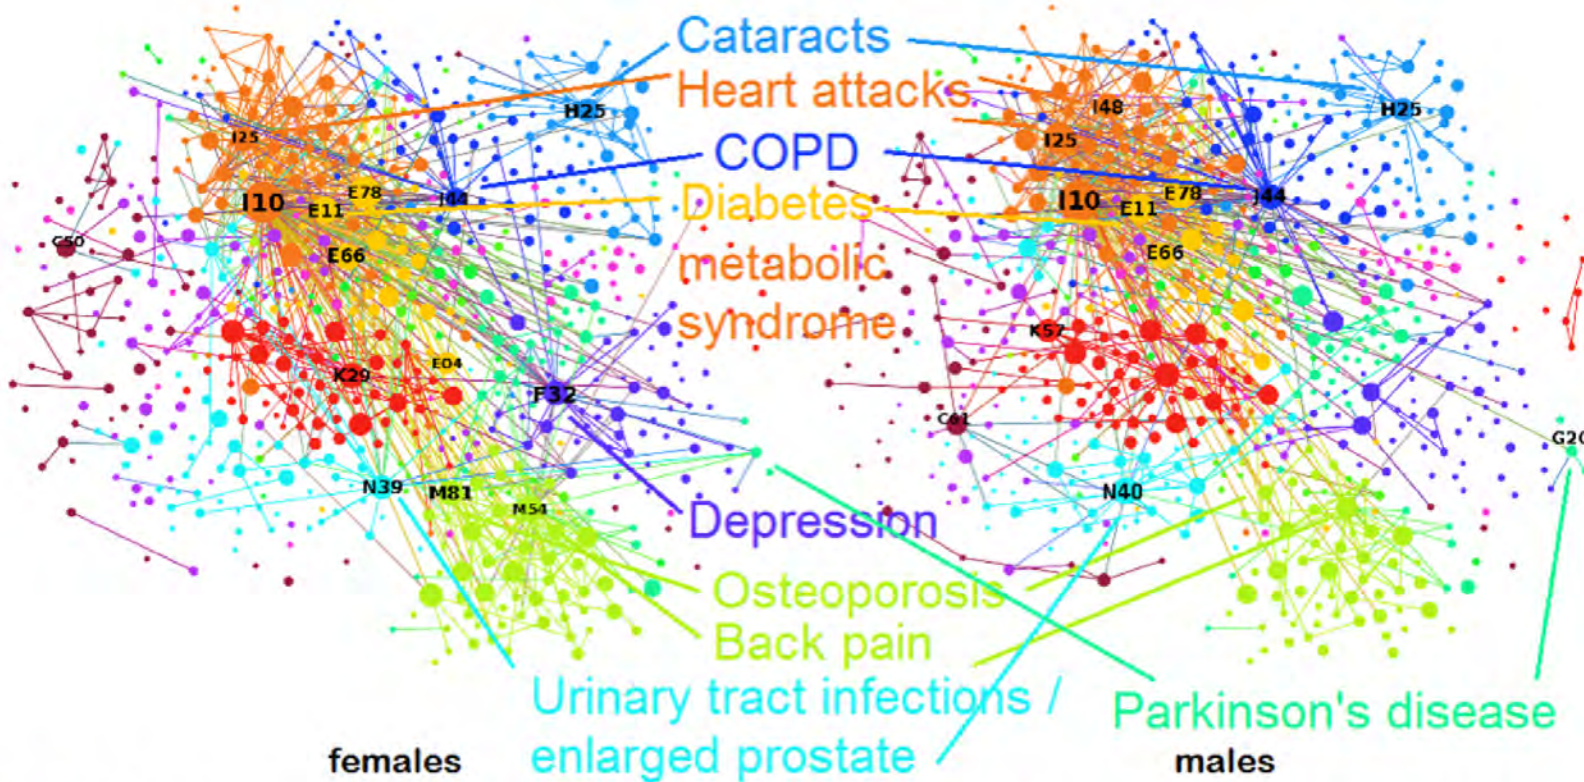 Cataracts
Heart attacks
COPD
Diabetes
metabolic
syndrome
Depression
Osteoporosis
Back pain
Urinary tract infections /
enlarged prostate
Parkinson's disease
females
I25
H25
I10
E78
E11
J44
C50
E66
K29
E04
F32
N39
M81
M54
males
I48
I25
H25
I10
E78
E11
J44
E66
K57
C61
G20
N40